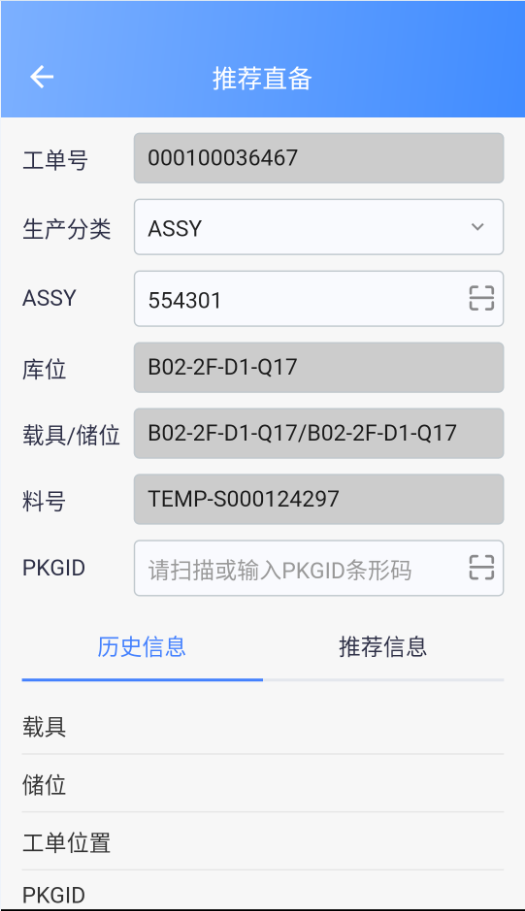 推荐直备
工单号 000100036467
生产分类 ASSY
ASSY 554301
库位 B02-2F-D1-Q17
载具/储位 B02-2F-D1-Q17/B02-2F-D1-Q17
料号 TEMP-S000124297
PKGID 请扫描或输入PKGID条形码
历史信息 推荐信息
载具
储位
工单位置
PKGID